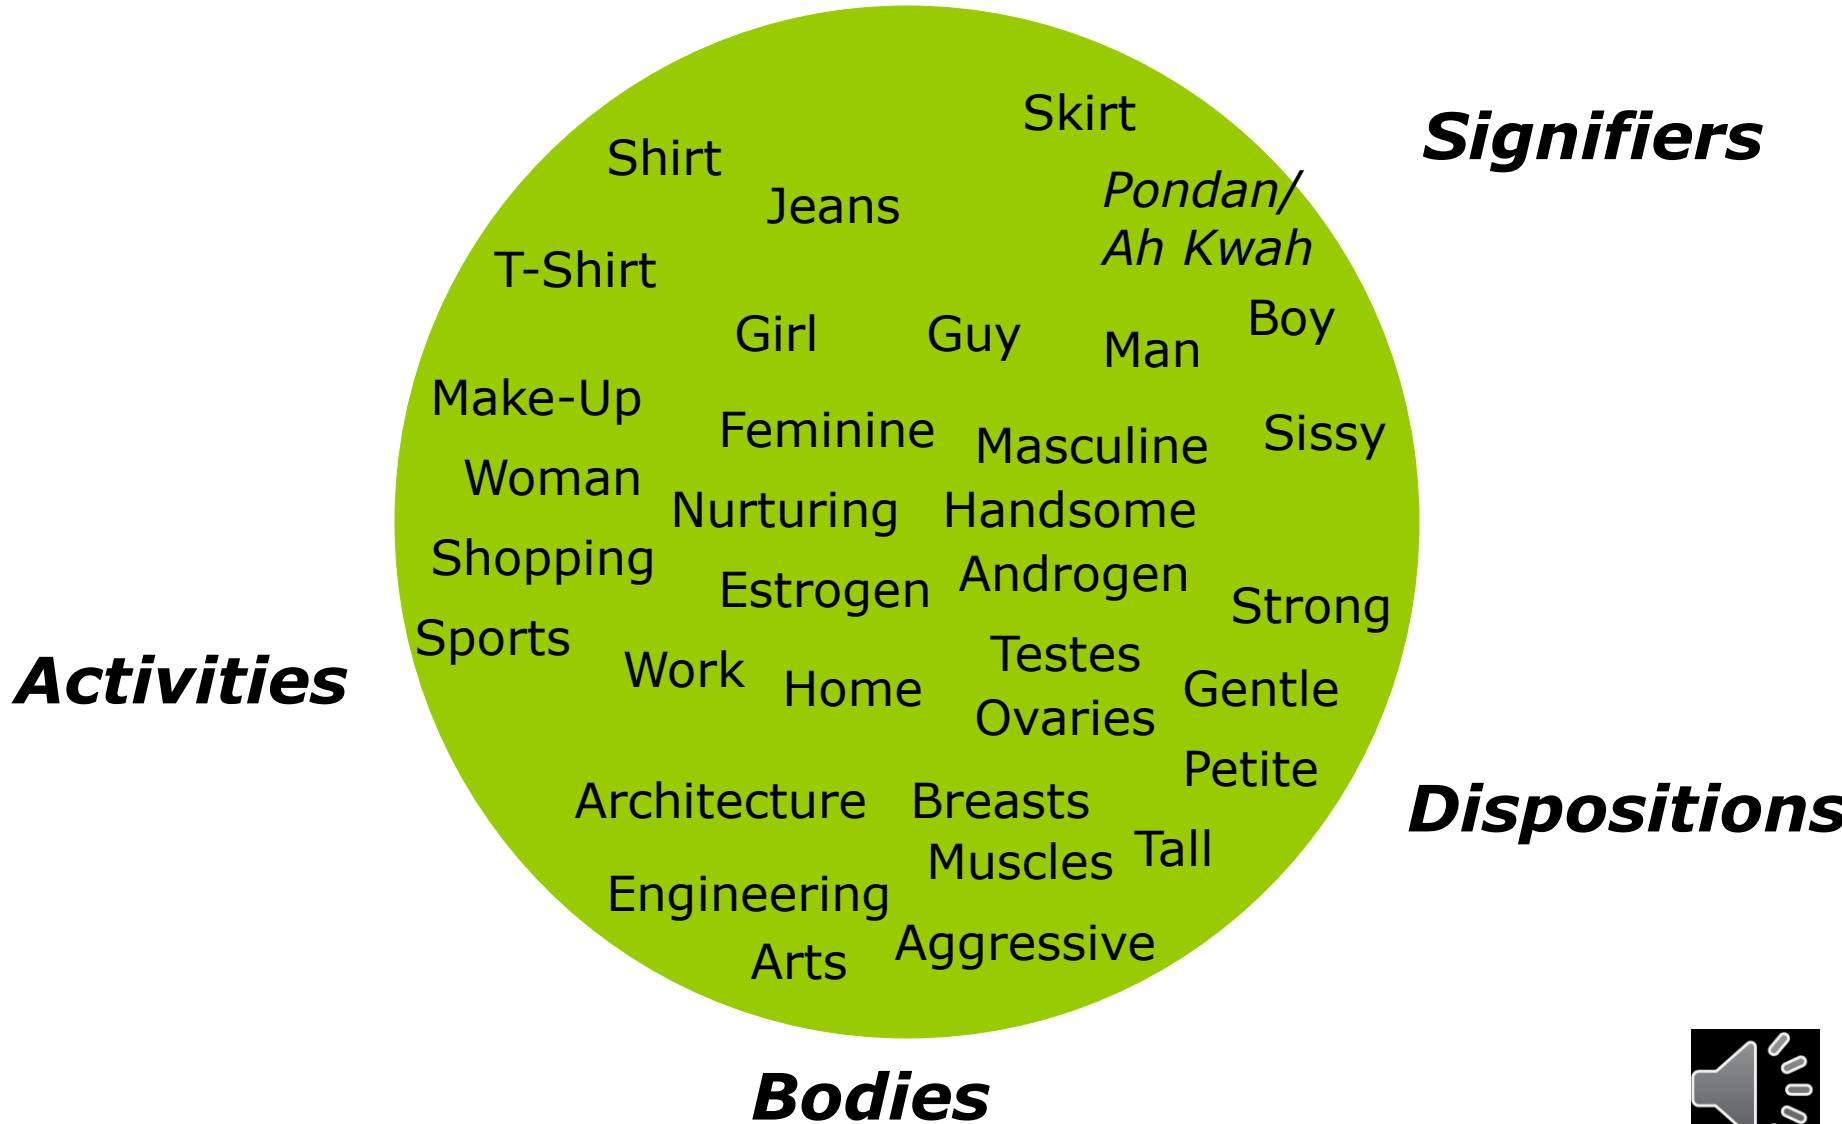 Skirt
Signifiers
Shirt
Pondan/
Ah Kwah
Jeans
T-Shirt
Girl
Guy
Man
Boy
Make-Up
Feminine
Masculine
Sissy
Woman
Nurturing
Handsome
Shopping
Estrogen
Androgen
Strong
Sports
Activities
Work
Home
Testes
Gentle
Ovaries
Petite
Dispositions
Architecture
Breasts
Tall
Muscles
Engineering
Aggressive
Arts
Bodies